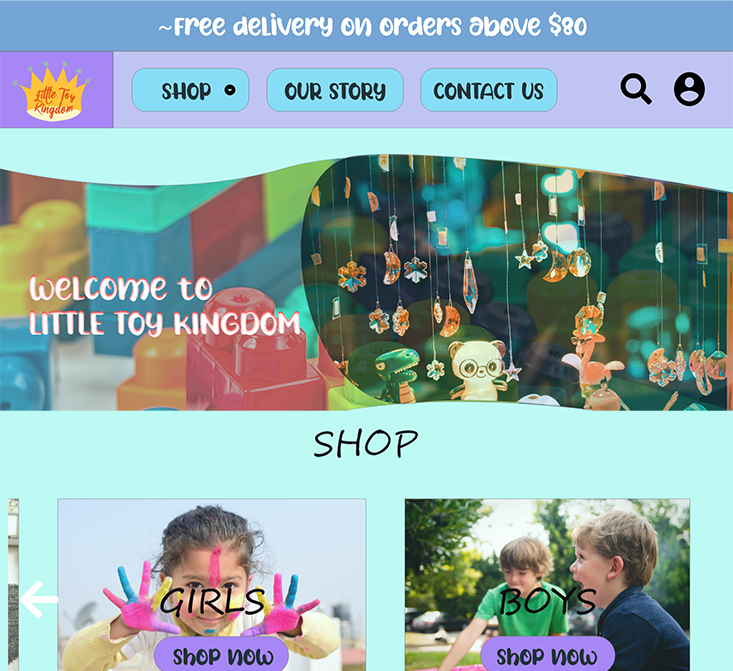 ~Free delivery on orders above $80
Little Toy
Kingdom
SHOP
OUR STORY
CONTACT US
Welcome to
LITTLE TOY KINGDOM
SHOP
GIRLS
BOYS
Shop Now
Shop Now